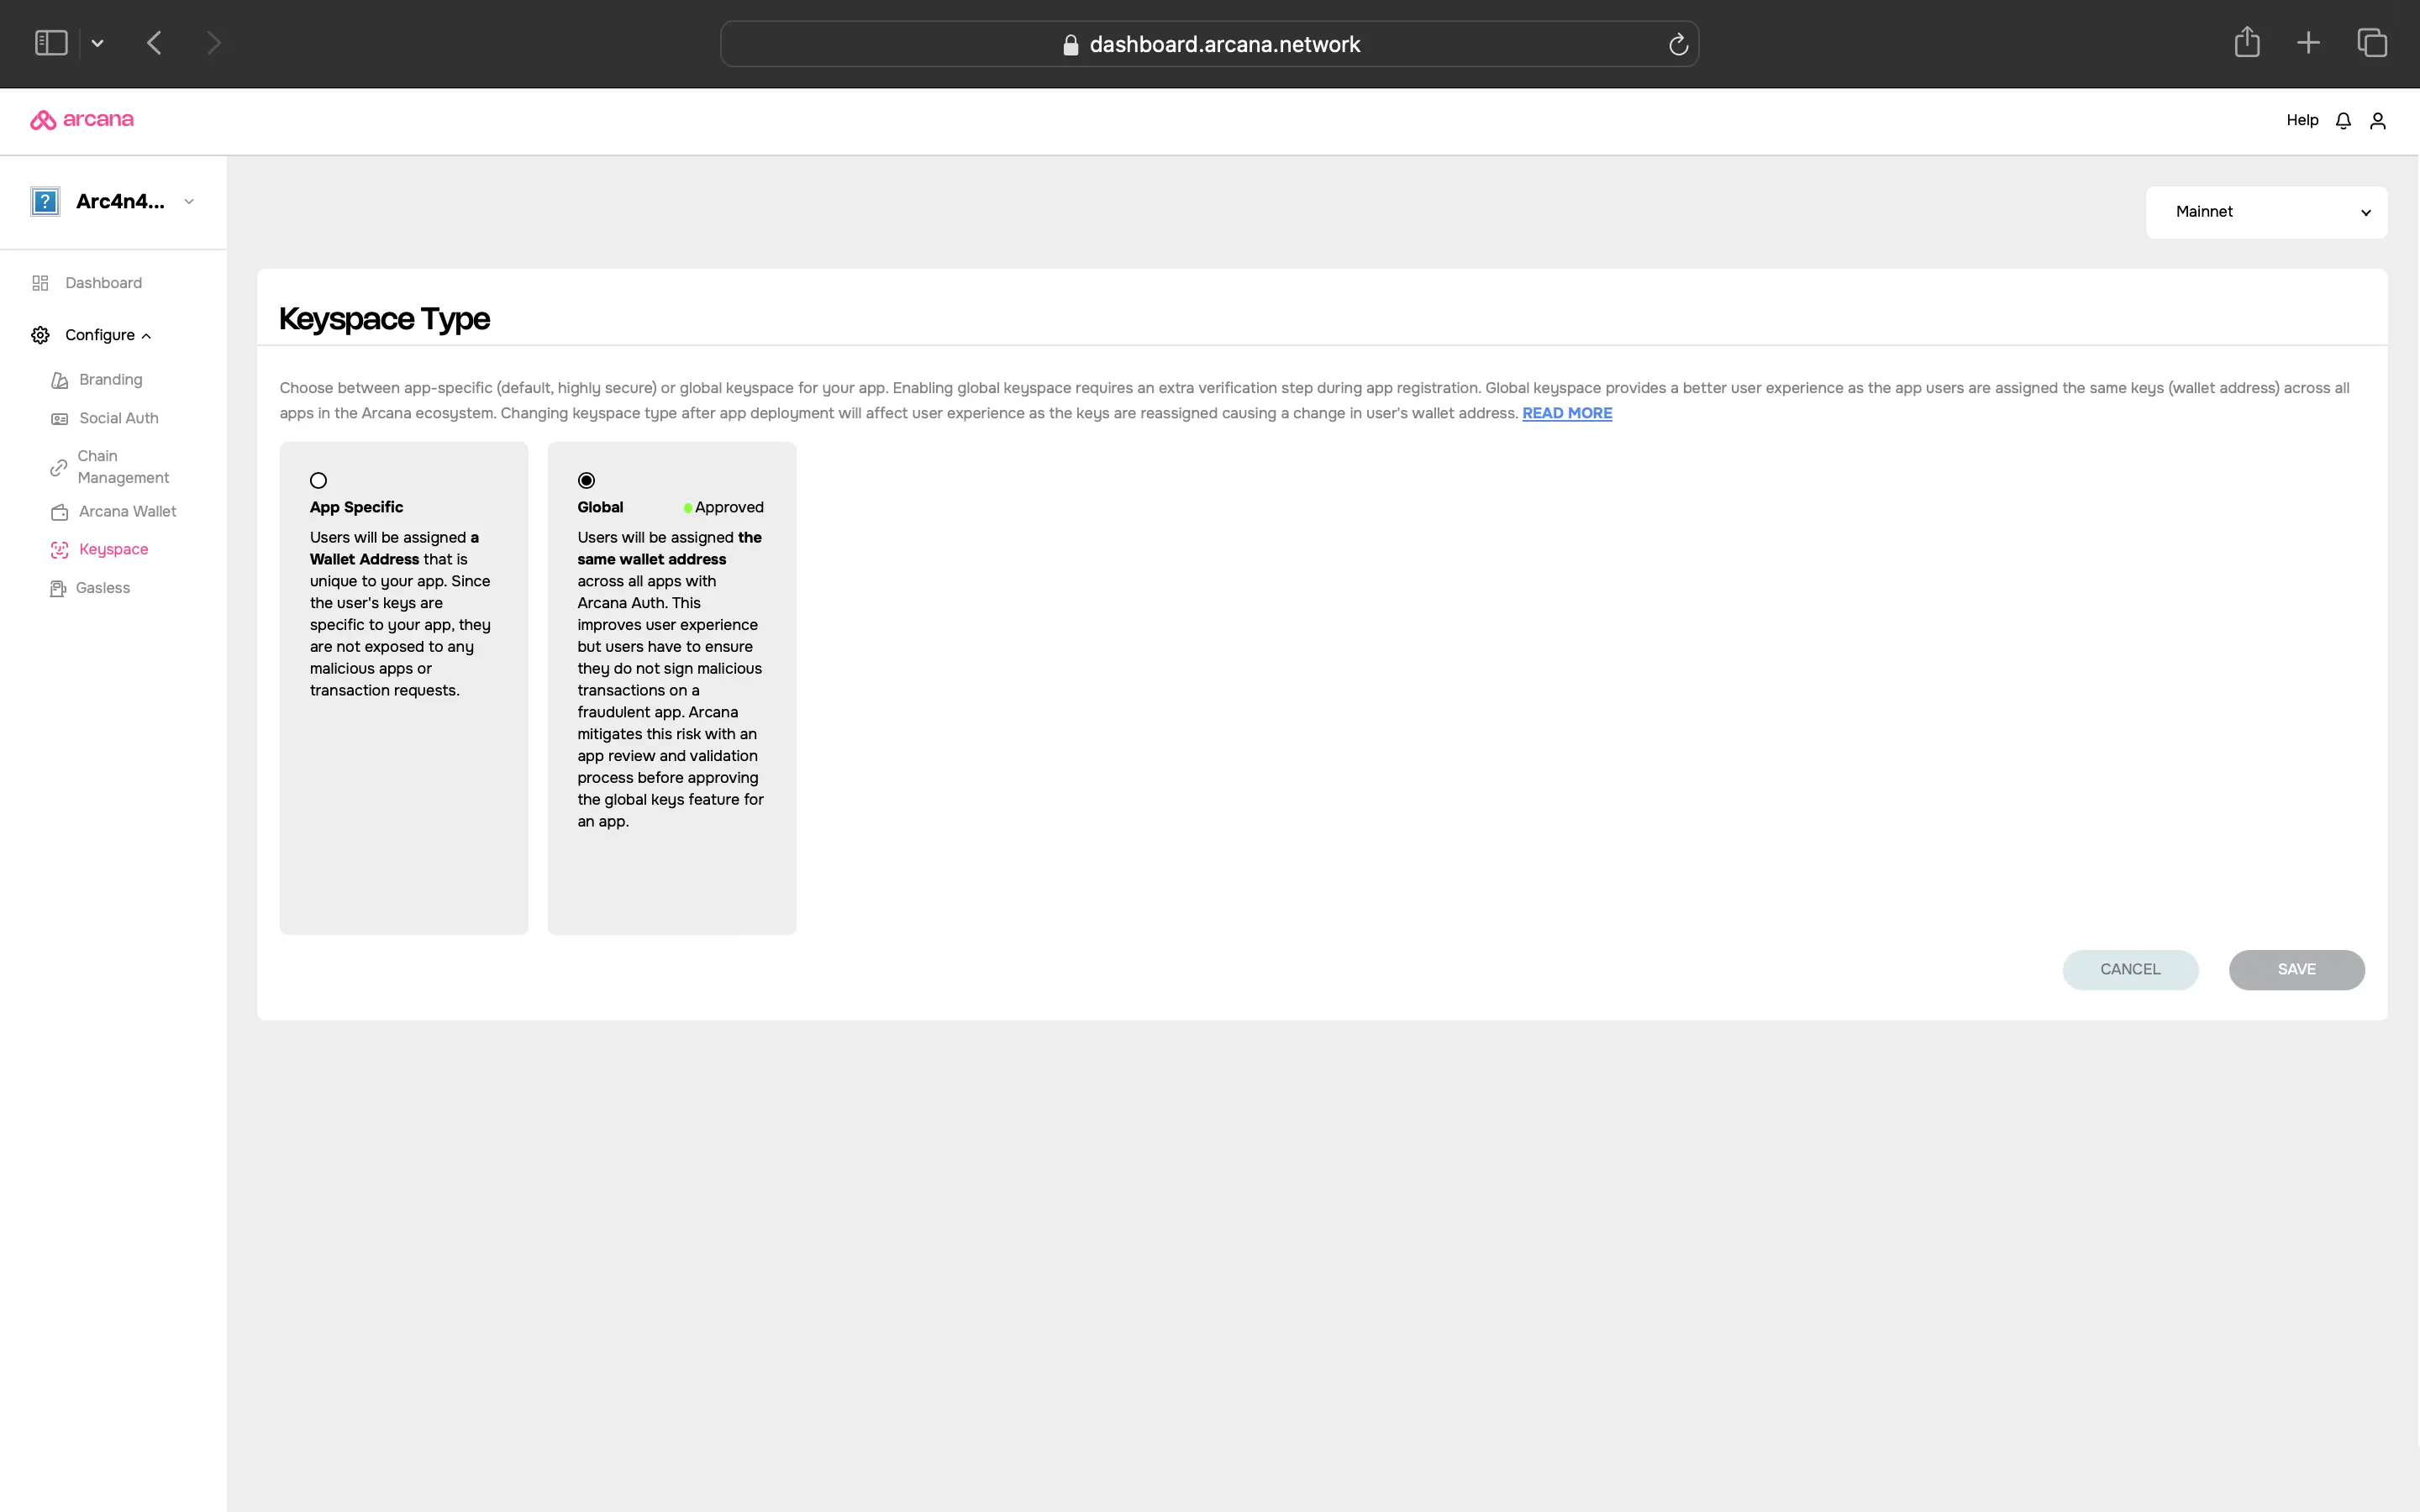 dashboard.arcana.network
arcana
Help
Arc4n4...
Mainnet
Dashboard
Configure
Branding
Social Auth
Chain
Management
Arcana Wallet
Keyspace
Gasless
Keyspace Type
Choose between app-specific (default, highly secure) or global keyspace for your app. Enabling global keyspace requires an extra verification step during app registration. Global keyspace provides a better user experience as the app users are assigned the same keys (wallet address) across all
apps in the Arcana ecosystem. Changing keyspace type after app deployment will affect user experience as the keys are reassigned causing a change in user's wallet address. READ MORE
App Specific
Users will be assigned a
Wallet Address that is
unique to your app. Since
the user's keys are
specific to your app, they
are not exposed to any
malicious apps or
transaction requests.
Global
Approved
Users will be assigned the
same wallet address
across all apps with
Arcana Auth. This
improves user experience
but users have to ensure
they do not sign malicious
transactions on a
fraudulent app. Arcana
mitigates this risk with an
app review and validation
process before approving
the global keys feature for
an app.
CANCEL
SAVE